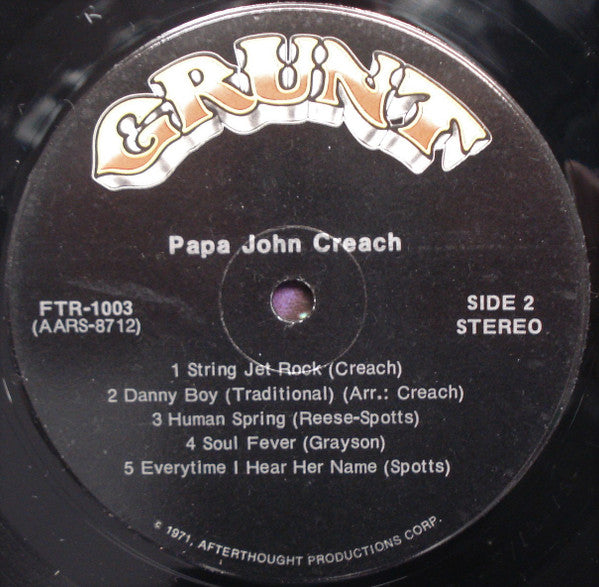 GRUNT
Papa John Creach
FTR-1003
(AARS-8712)
SIDE 2
STEREO
1 String Jet Rock (Creach)
2 Danny Boy (Traditional) (Arr.: Creach)
3 Human Spring (Reese-Spotts)
4 Soul Fever (Grayson)
5 Everytime I Hear Her Name (Spotts)
© 1971, AFTERTHOUGHT PRODUCTIONS CORP.